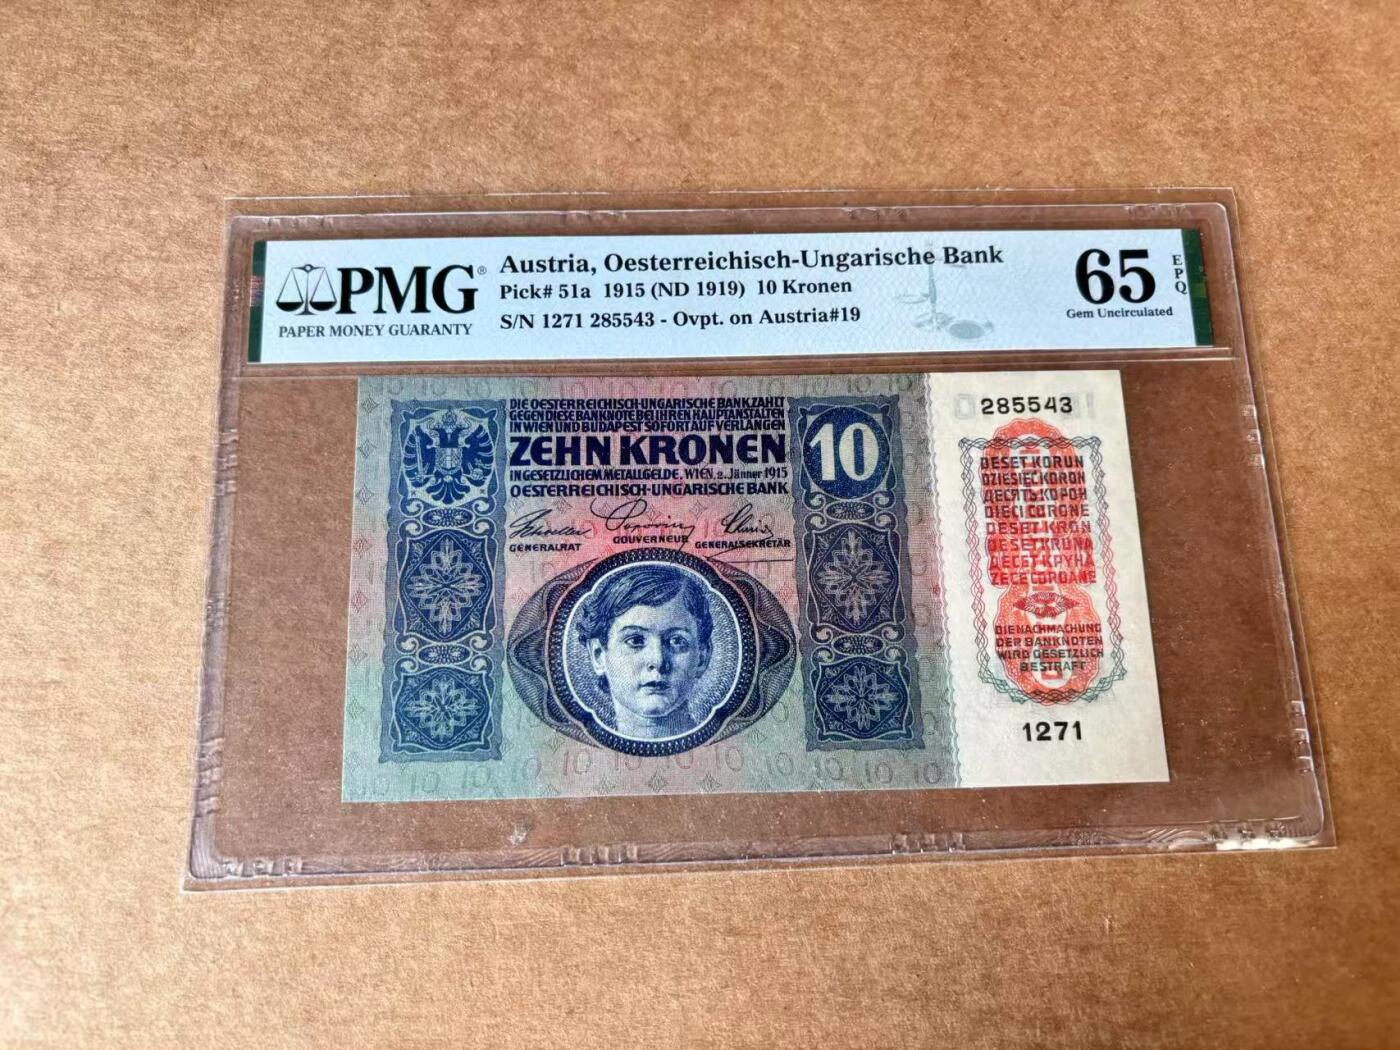 PMG®
PAPER MONEY GUARANTY
Austria, Oesterreichisch-Ungarische Bank
Pick# 51a 1915 (ND 1919) 10 Kronen
S/N 1271 285543 - Ovpt. on Austria#19
65
EPQ
Gem Uncirculated
DIE OESTERREICHISCH-UNGARISCHE BANK ZAHLT
GEGEN DIESE BANKNOTE BEI IHREN HAUPTANSTALTEN
IN WIEN UND BUDAPEST SOFORT AUF VERLANGEN
ZEHN KRONEN
IN GESETZLICHEM METALLGELDE. WIEN, 2. Jänner 1915
OESTERREICHISCH-UNGARISCHE BANK
GENERALRAT
GOUVERNEUR
GENERALSEKRETÄR
10
285543
DESET KORUN
DZIESIEĆ KORON
ДЕСЯТЬ КОРОН
DIECI CORONE
DESET KRON
DESET KRUNA
ДЕСЕТ КРУНА
ZECE COROANE
DIE NACHMACHUNG
DER BANKNOTEN
WIRD GESETZLICH
BESTRAFT
1271